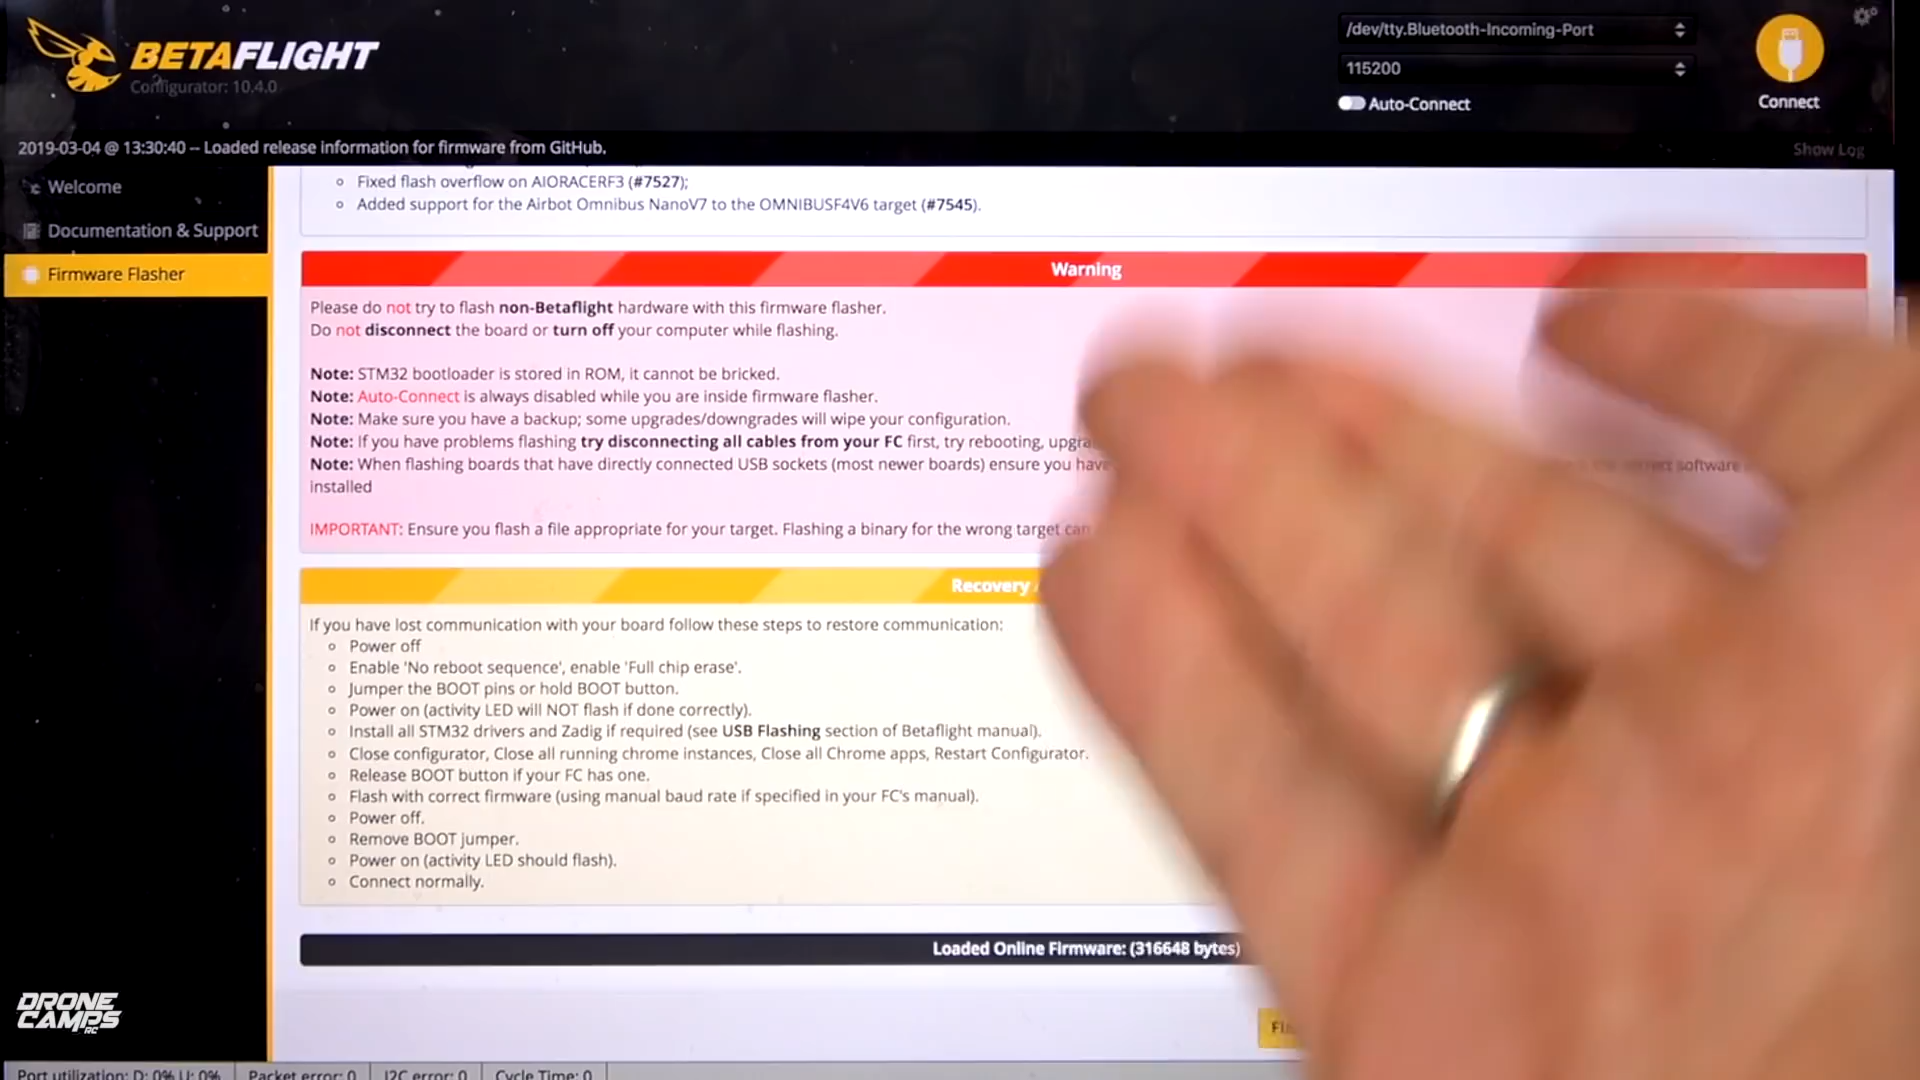 BETAFLIGHT
Configurator: 10.4.0
/dev/tty.Bluetooth-Incoming-Port
115200
Auto-Connect
Connect
2019-03-04 @ 13:30:40 -- Loaded release information for firmware from GitHub.
Show Log
Welcome
Documentation & Support
Firmware Flasher
Fixed flash overflow on AIORACERF3 (#7527);
Added support for the Airbot Omnibus NanoV7 to the OMNIBUSF4V6 target (#7545).
Warning
Please do not try to flash non-Betaflight hardware with this firmware flasher.
Do not disconnect the board or turn off your computer while flashing.
Note: STM32 bootloader is stored in ROM, it cannot be bricked.
Note: Auto-Connect is always disabled while you are inside firmware flasher.
Note: Make sure you have a backup; some upgrades/downgrades will wipe your configuration.
Note: If you have problems flashing try disconnecting all cables from your FC first, try rebooting,
Note: When flashing boards that have directly connected USB sockets (most newer boards) ensure you have software
installed
IMPORTANT: Ensure you flash a file appropriate for your target. Flashing a binary for the wrong target can
Recovery
If you have lost communication with your board follow these steps to restore communication:
Power off
Enable 'No reboot sequence', enable 'Full chip erase'.
Jumper the BOOT pins or hold BOOT button.
Power on (activity LED will NOT flash if done correctly).
Install all STM32 drivers and Zadig if required (see USB Flashing section of Betaflight manual).
Close configurator, Close all running chrome instances, Close all Chrome apps, Restart Configurator.
Release BOOT button if your FC has one.
Flash with correct firmware (using manual baud rate if specified in your FC's manual).
Power off.
Remove BOOT jumper.
Power on (activity LED should flash).
Connect normally.
Loaded Online Firmware: (316648 bytes)
DRONE
CAMPS
RC
Port utilization: D: 0% U: 0%
Packet error: 0
I2C error: 0
Cycle Time: 0